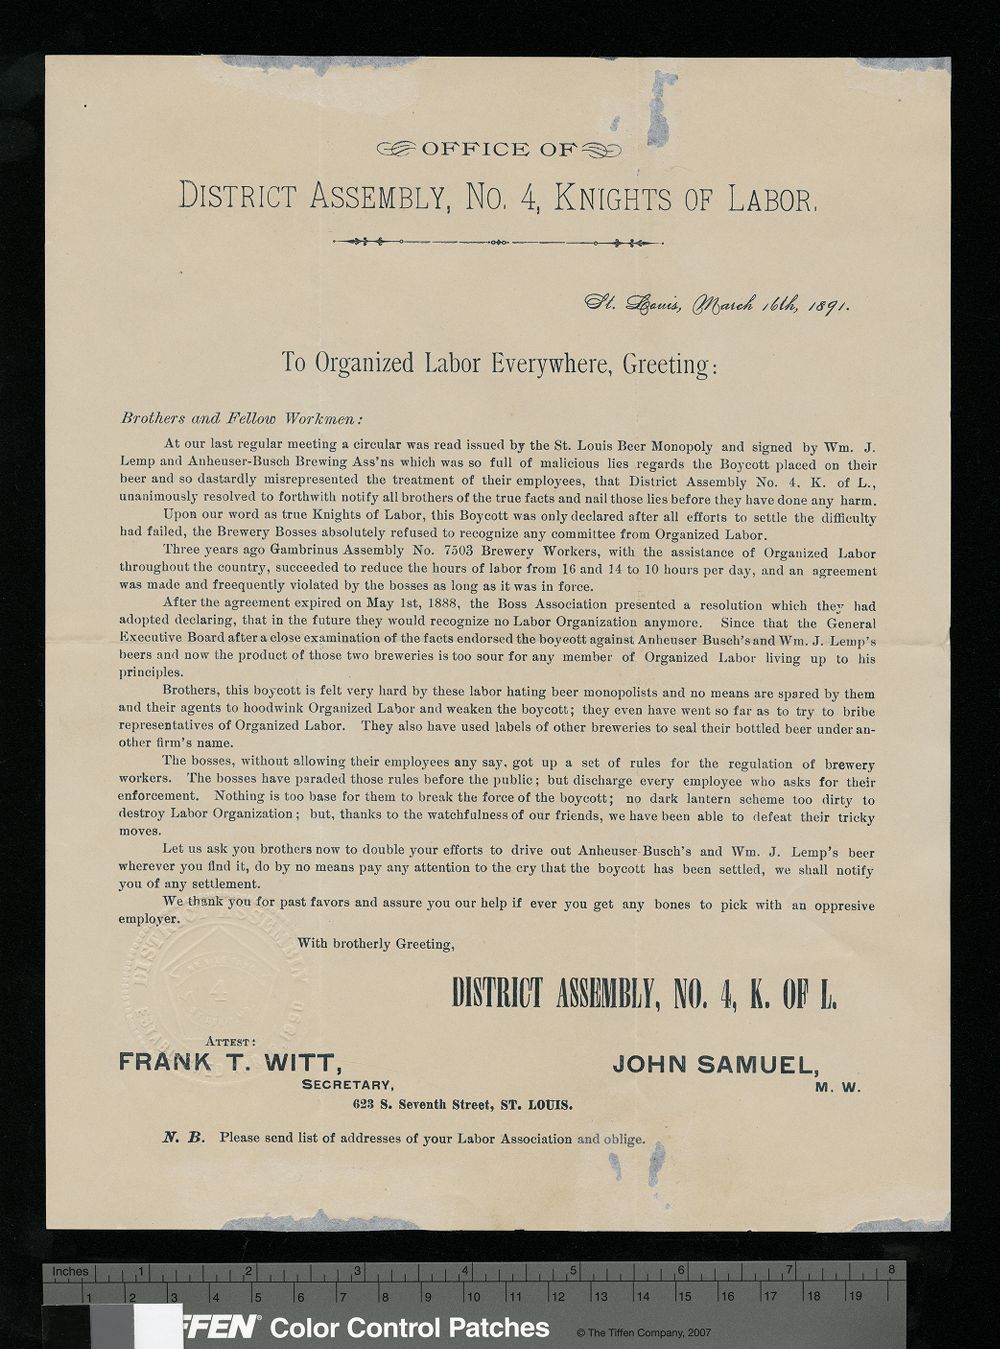 OFFICE OF
DISTRICT ASSEMBLY, NO. 4, KNIGHTS OF LABOR.
St. Louis, March 16th, 1891.
To Organized Labor Everywhere, Greeting:
Brothers and Fellow Workmen:
At our last regular meeting a circular was read issued by the St. Louis Beer Monopoly and signed by Wm. J.
Lemp and Anheuser-Busch Brewing Ass'ns which was so full of malicious lies regards the Boycott placed on their
beer and so dastardly misrepresented the treatment of their employees, that District Assembly No. 4, K. of L.,
unanimously resolved to forthwith notify all brothers of the true facts and nail those lies before they have done any harm.
Upon our word as true Knights of Labor, this Boycott was only declared after all efforts to settle the difficulty
had failed, the Brewery Bosses absolutely refused to recognize any committee from Organized Labor.
Three years ago Gambrinus Assembly No. 7503 Brewery Workers, with the assistance of Organized Labor
throughout the country, succeeded to reduce the hours of labor from 16 and 14 to 10 hours per day, and an agreement
was made and freequently violated by the bosses as long as it was in force.
After the agreement expired on May 1st, 1888, the Boss Association presented a resolution which they had
adopted declaring, that in the future they would recognize no Labor Organization anymore. Since that the General
Executive Board after a close examination of the facts endorsed the boycott against Anheuser Busch's and Wm. J. Lemp's
beers and now the product of those two breweries is too sour for any member of Organized Labor living up to his
principles.
Brothers, this boycott is felt very hard by these labor hating beer monopolists and no means are spared by them
and their agents to hoodwink Organized Labor and weaken the boycott; they even have went so far as to try to bribe
representatives of Organized Labor. They also have used labels of other breweries to seal their bottled beer under an-
other firm's name.
The bosses, without allowing their employees any say, got up a set of rules for the regulation of brewery
workers. The bosses have paraded those rules before the public; but discharge every employee who asks for their
enforcement. Nothing is too base for them to break the force of the boycott; no dark lantern scheme too dirty to
destroy Labor Organization; but, thanks to the watchfulness of our friends, we have been able to defeat their tricky
moves.
Let us ask you brothers now to double your efforts to drive out Anheuser-Busch's and Wm. J. Lemp's beer
wherever you find it, do by no means pay any attention to the cry that the boycott has been settled, we shall notify
you of any settlement.
We thank you for past favors and assure you our help if ever you get any bones to pick with an oppresive
employer.
With brotherly Greeting,
DISTRICT ASSEMBLY, NO. 4, K. OF L.
ATTEST:
FRANK T. WITT,
SECRETARY,
JOHN SAMUEL,
M. W.
623 S. Seventh Street, ST. LOUIS.
N. B. Please send list of addresses of your Labor Association and oblige.
Inches 1 2 3 4 5 6 7 8
1 2 3 4 5 6 7 8 9 10 11 12 13 14 15 16 17 18 19
FFEN® Color Control Patches © The Tiffen Company, 2007